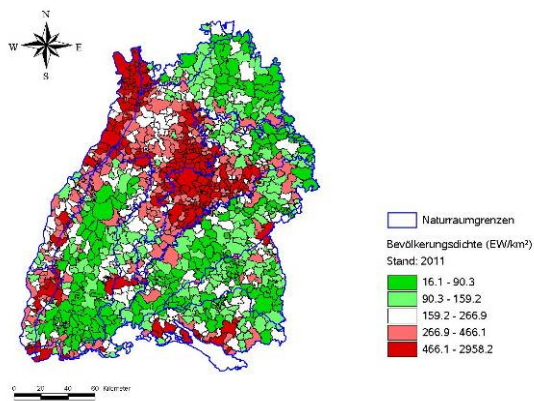 N
W E
S
Naturraumgrenzen
Bevölkerungsdichte (EW/km²)
Stand: 2011
16.1 - 90.3
90.3 - 159.2
159.2 - 266.9
266.9 - 466.1
466.1 - 2958.2
0 20 40 60 Kilometer